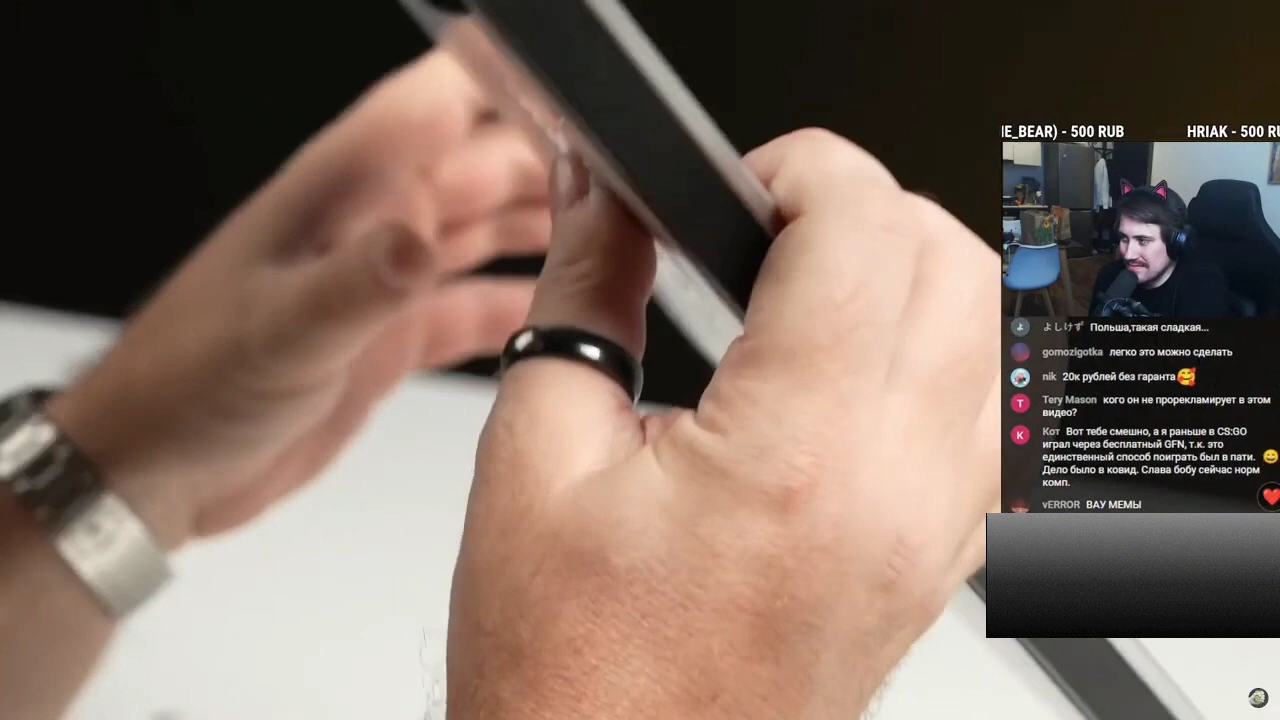 IE_BEAR) - 500 RUB HRIAK - 500 RU
よしけず Польша,такая сладкая...
gomozigotka легко это можно сделать
nik 20к рублей без гаранта🥰
T Tery Mason кого он не прорекламирует в этом
видео?
К Кот Вот тебе смешно, а я раньше в CS:GO
играл через бесплатный GFN, т.к. это
единственный способ поиграть был в пати. 😄
Дело было в ковид. Слава бобу сейчас норм
комп.
vERROR ВАУ МЕМЫ